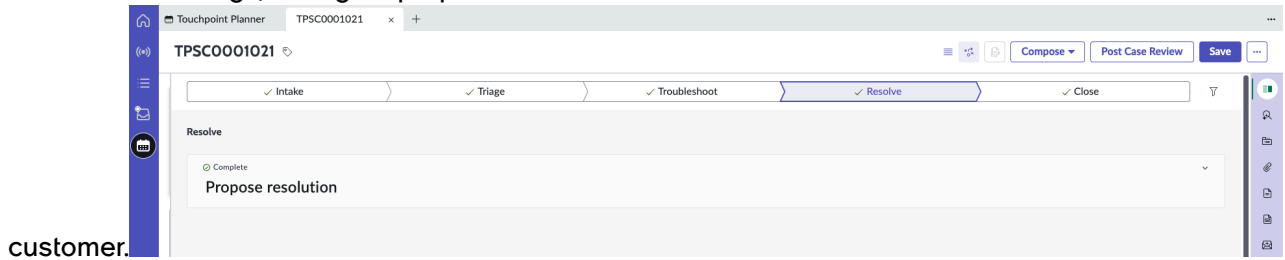 Touchpoint Planner TPSC0001021 × +
TPSC0001021
Compose Post Case Review Save
Intake Triage Troubleshoot Resolve Close
Resolve
Complete
Propose resolution
customer.